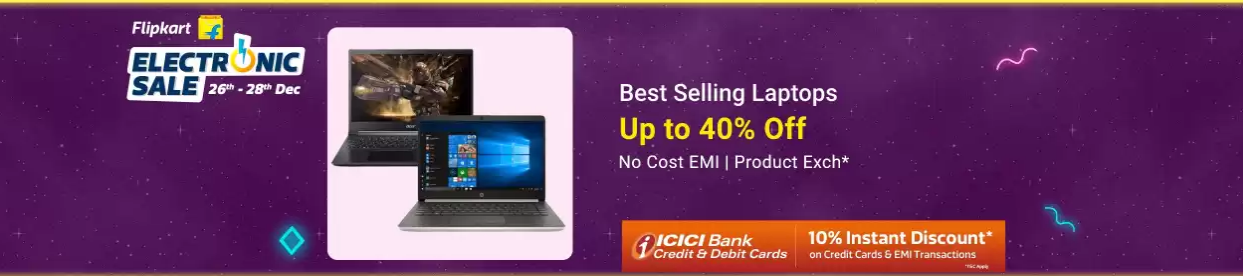 Flipkart
ELECTRONIC
SALE 26th - 28th Dec
Best Selling Laptops
Up to 40% Off
No Cost EMI | Product Exch*
ICICI Bank
Credit & Debit Cards
10% Instant Discount*
on Credit Cards & EMI Transactions
*T&C Apply